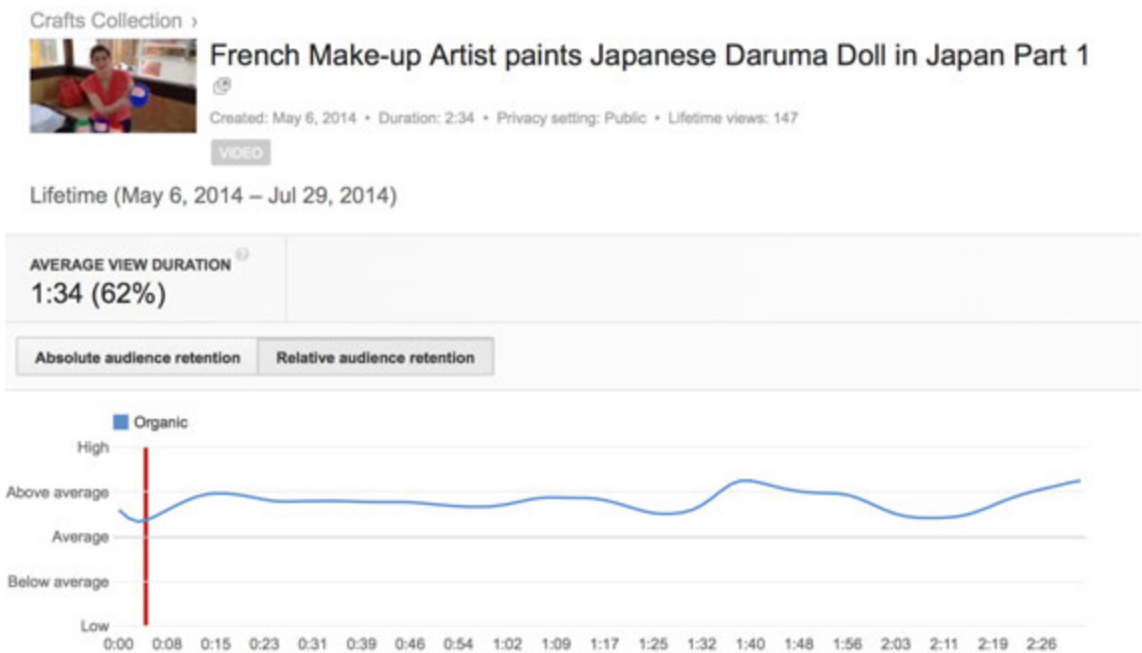 Crafts Collection ›
French Make-up Artist paints Japanese Daruma Doll in Japan Part 1
Created: May 6, 2014 • Duration: 2:34 • Privacy setting: Public • Lifetime views: 147
VIDEO
Lifetime (May 6, 2014 – Jul 29, 2014)
AVERAGE VIEW DURATION ?
1:34 (62%)
Absolute audience retention Relative audience retention
Organic
High
Above average
Average
Below average
Low
0:00 0:08 0:15 0:23 0:31 0:39 0:46 0:54 1:02 1:09 1:17 1:25 1:32 1:40 1:48 1:56 2:03 2:11 2:19 2:26